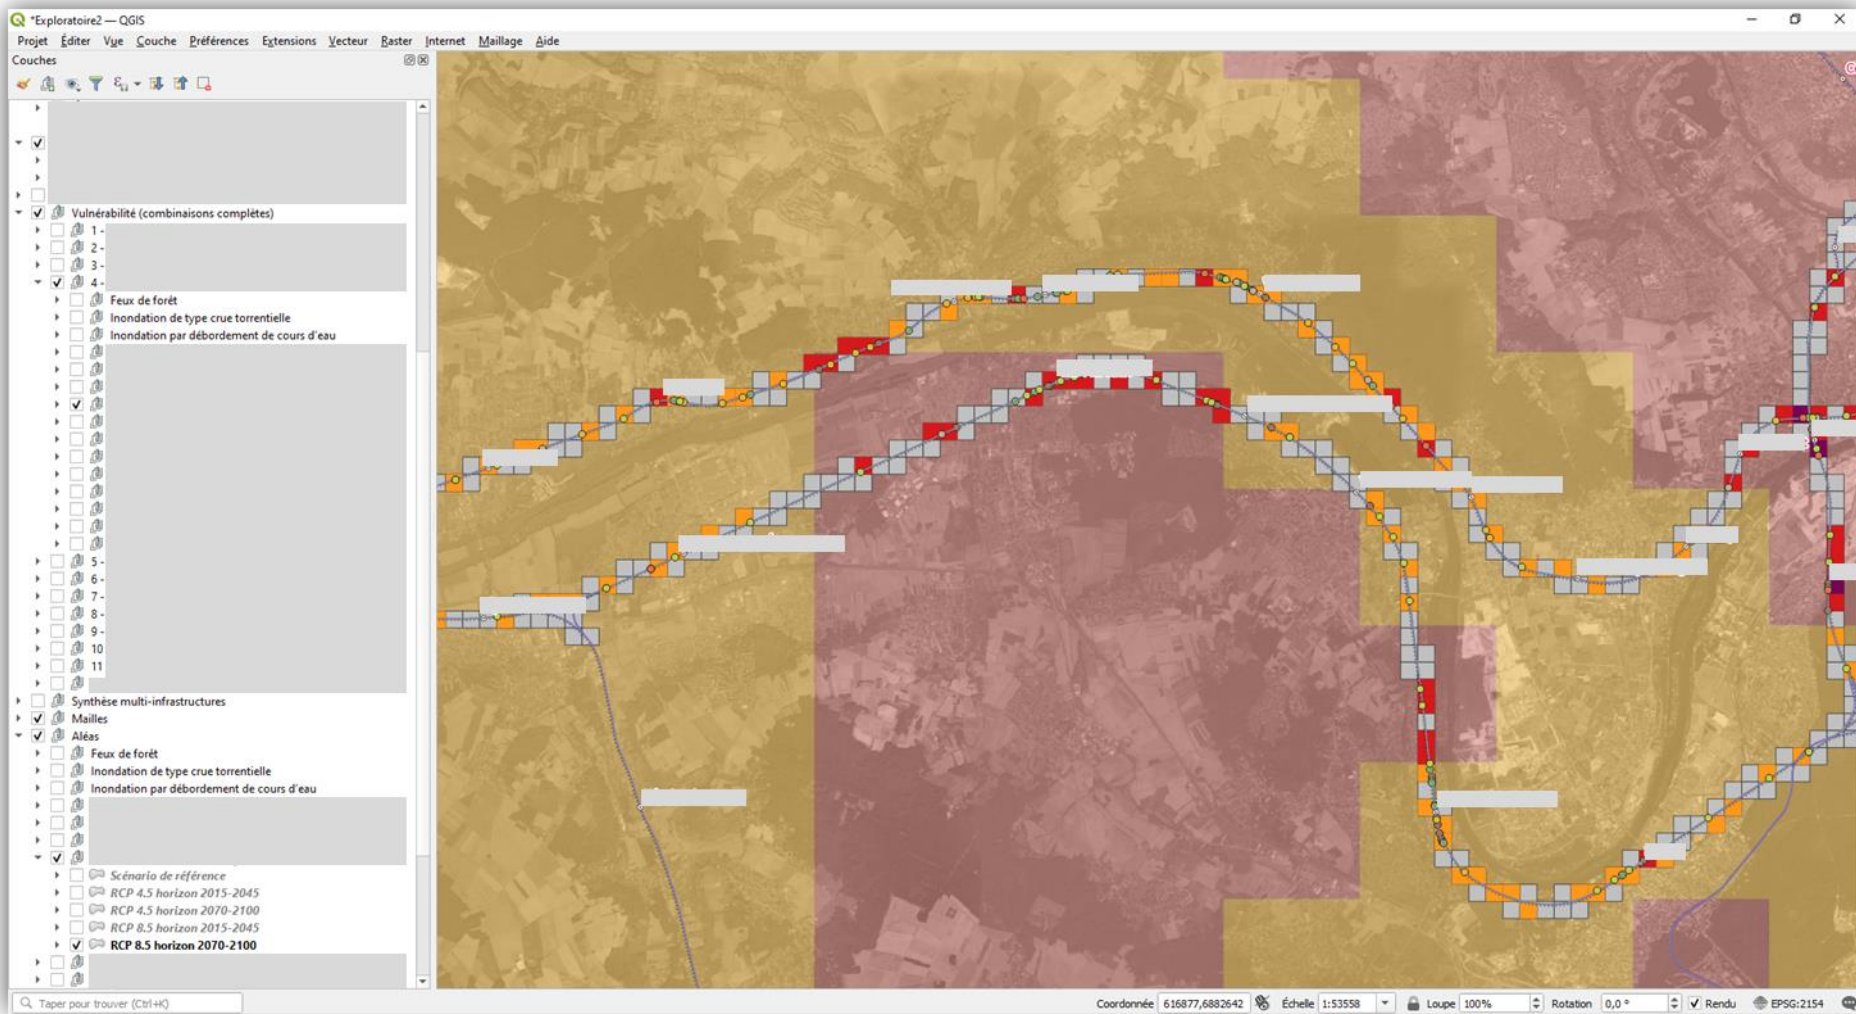 *Exploratoire2 — QGIS
Projet Éditer Vue Couche Préférences Extensions Vecteur Raster Internet Maillage Aide
Couches
Vulnérabilité (combinaisons complètes)
1 -
2 -
3 -
4 -
Feux de forêt
Inondation de type crue torrentielle
Inondation par débordement de cours d'eau
5 -
6 -
7 -
8 -
9 -
10
11
Synthèse multi-infrastructures
Mailles
Aléas
Feux de forêt
Inondation de type crue torrentielle
Inondation par débordement de cours d'eau
Scénario de référence
RCP 4.5 horizon 2015-2045
RCP 4.5 horizon 2070-2100
RCP 8.5 horizon 2015-2045
RCP 8.5 horizon 2070-2100
Taper pour trouver (Ctrl+K)
Coordonnée 616877,6882642 Échelle 1:53558 Loupe 100% Rotation 0,0 ° Rendu EPSG:2154